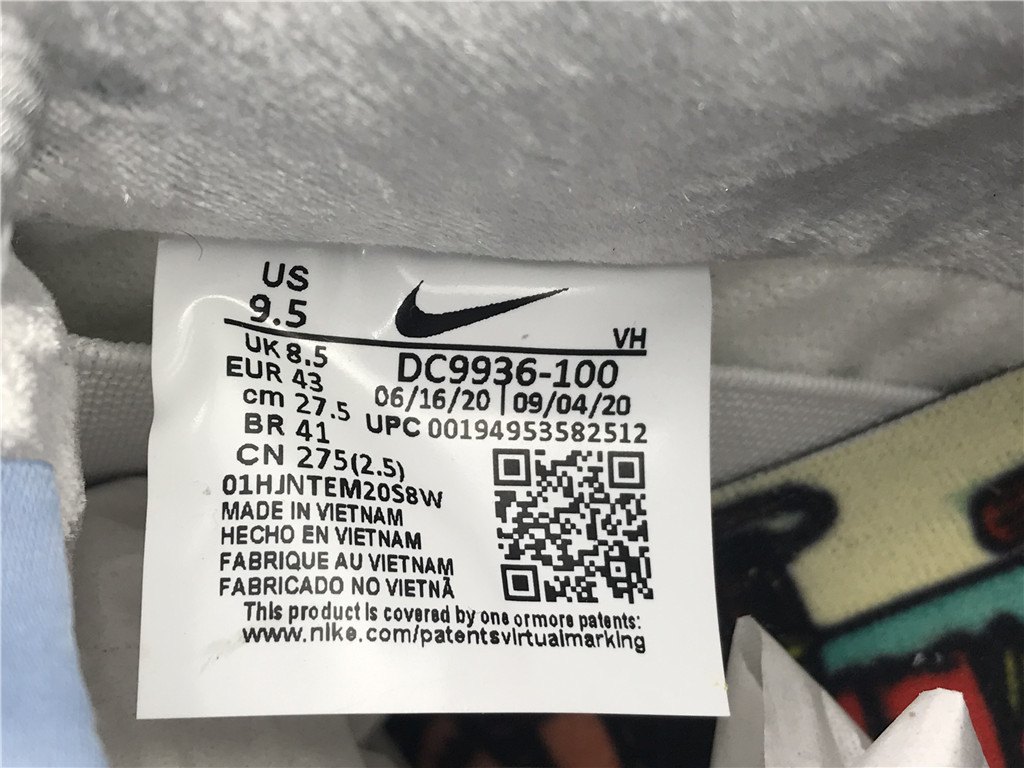 US
9.5
VH
UK 8.5
EUR 43
cm 27.5
BR 41
CN 275(2.5)
DC9936-100
06/16/20 | 09/04/20
UPC 00194953582512
01HJNTEM20S8W
MADE IN VIETNAM
HECHO EN VIETNAM
FABRIQUE AU VIETNAM
FABRICADO NO VIETNÃ
This product is covered by one ormore patents:
www.nike.com/patentsvirtualmarking